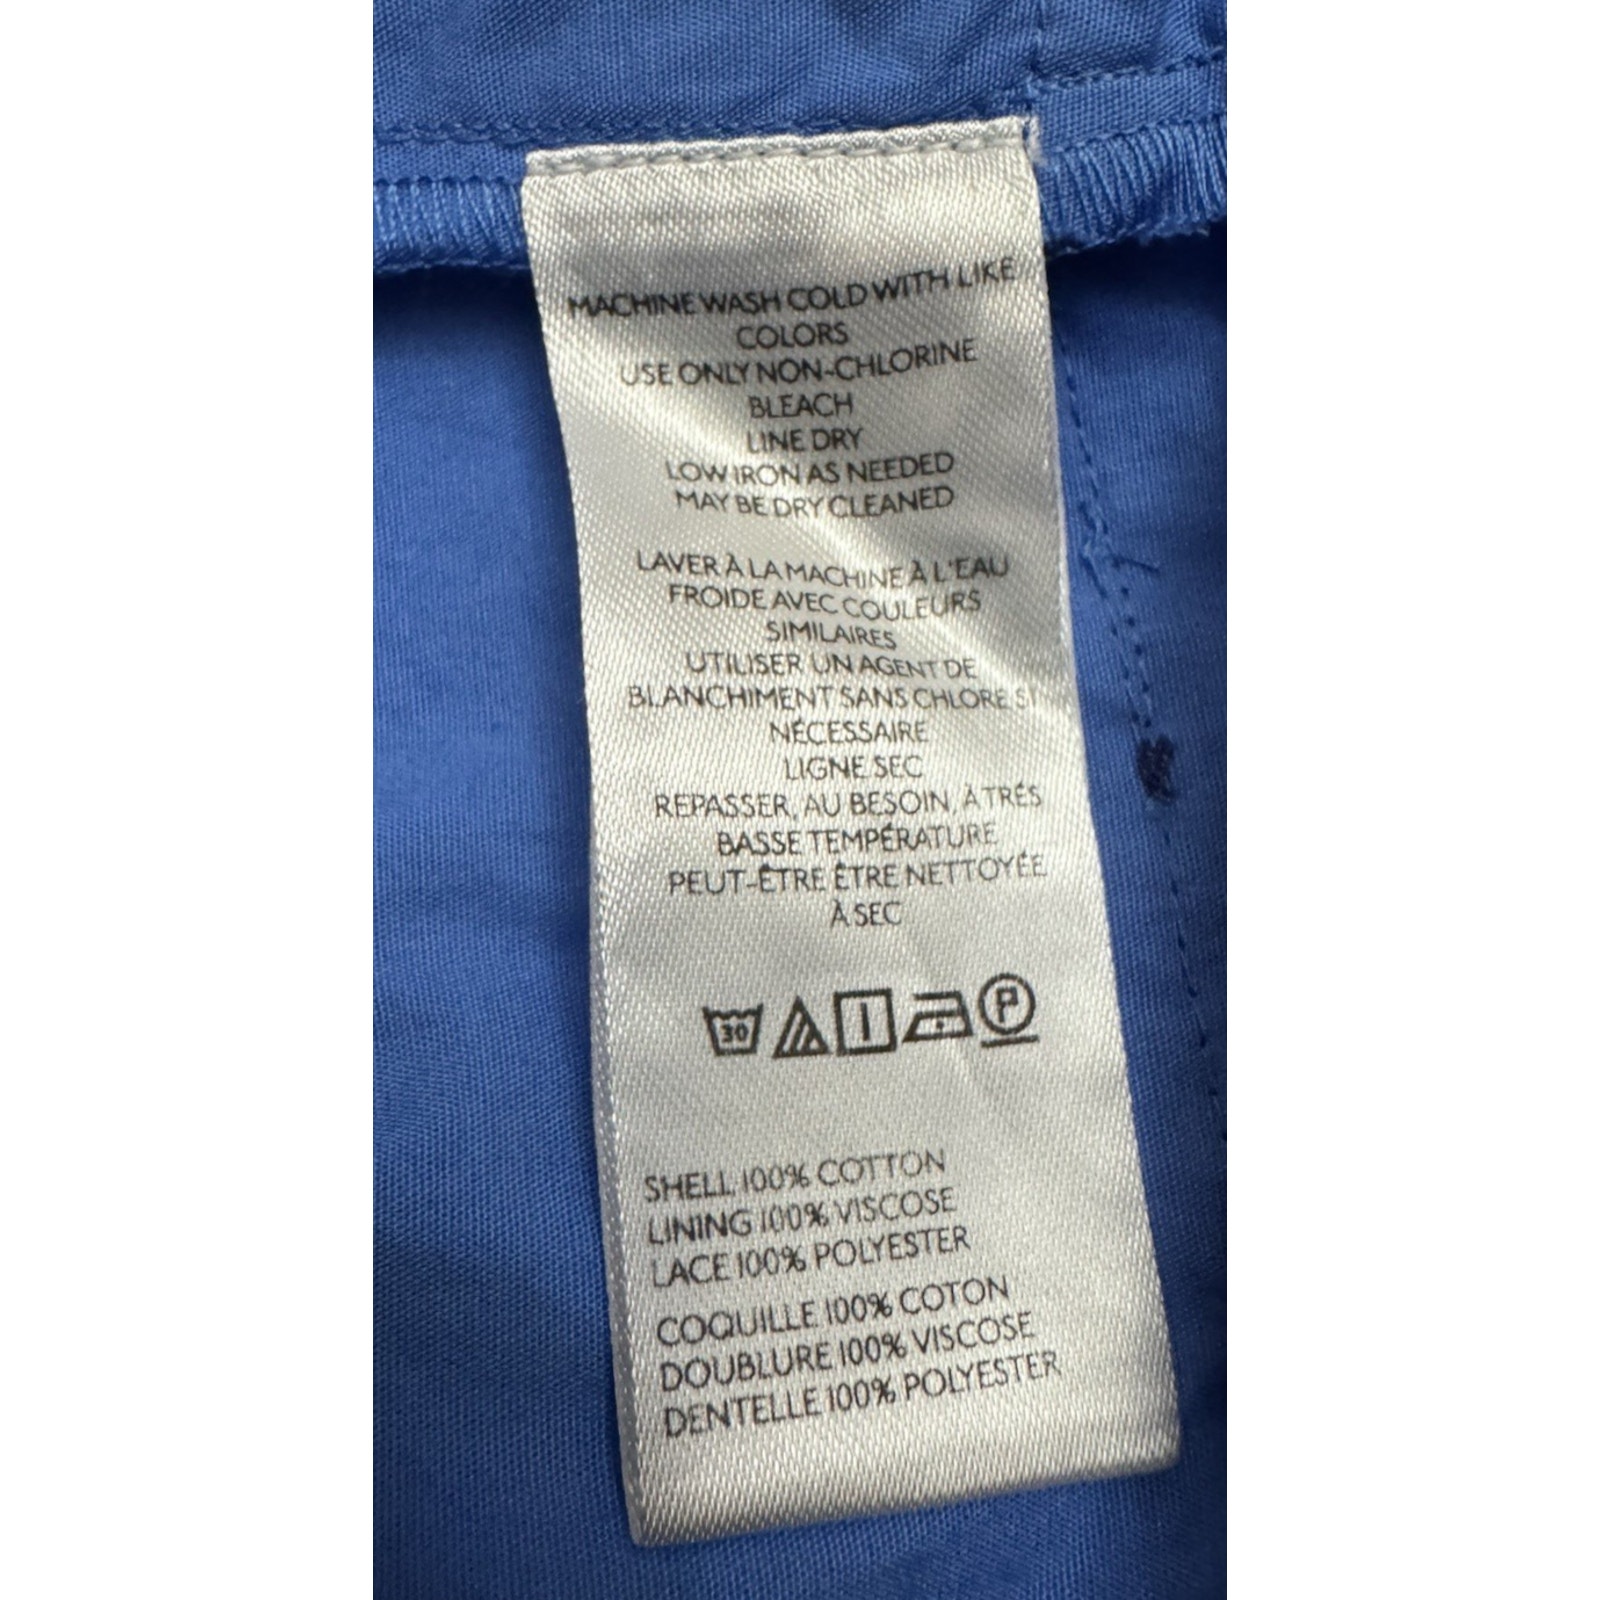 MACHINE WASH COLD WITH LIKE
COLORS
USE ONLY NON-CHLORINE
BLEACH
LINE DRY
LOW IRON AS NEEDED
MAY BE DRY CLEANED
LAVER À LA MACHINE À L'EAU
FROIDE AVEC COULEURS
SIMILAIRES
UTILISER UN AGENT DE
BLANCHIMENT SANS CHLORE SI
NÉCESSAIRE
LIGNE SEC
REPASSER, AU BESOIN, À TRÉS
BASSE TEMPÉRATURE
PEUT-ÊTRE ÊTRE NETTOYÉE
À SEC
30 P
SHELL 100% COTTON
LINING 100% VISCOSE
LACE 100% POLYESTER
COQUILLE 100% COTON
DOUBLURE 100% VISCOSE
DENTELLE 100% POLYESTER